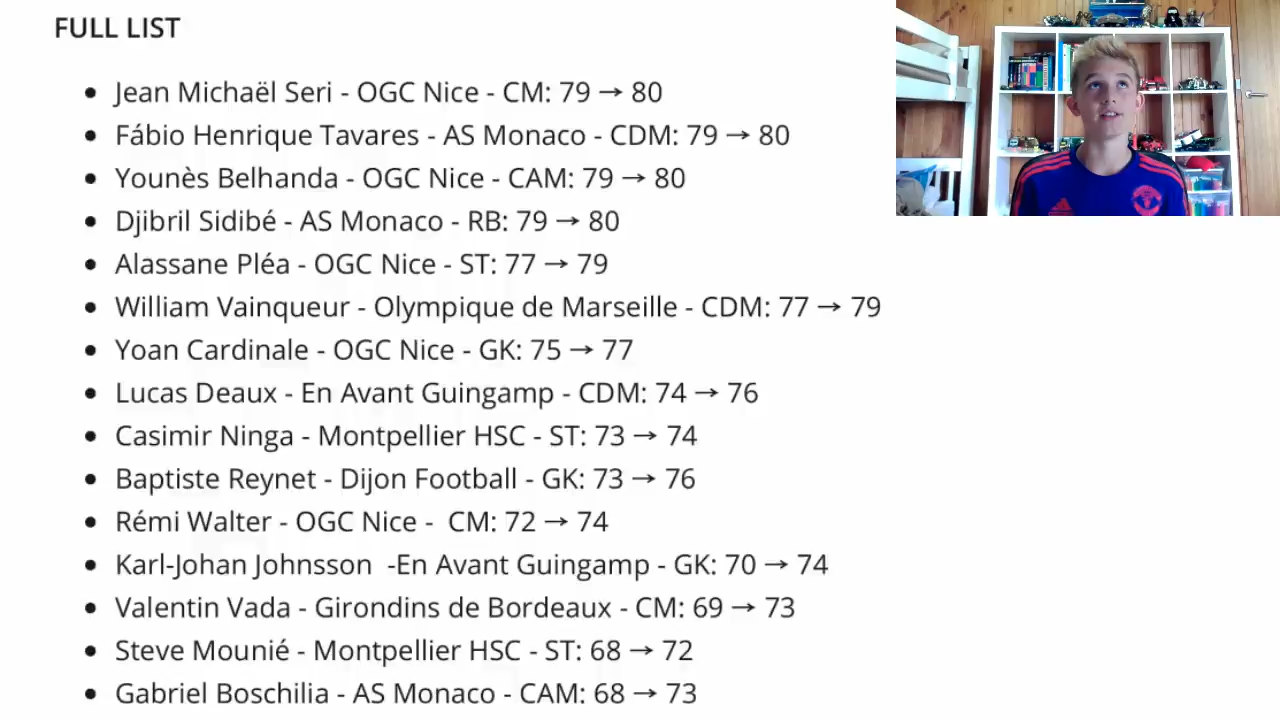 FULL LIST
Jean Michaël Seri - OGC Nice - CM: 79 → 80
Fábio Henrique Tavares - AS Monaco - CDM: 79 → 80
Younès Belhanda - OGC Nice - CAM: 79 → 80
Djibril Sidibé - AS Monaco - RB: 79 → 80
Alassane Pléa - OGC Nice - ST: 77 → 79
William Vainqueur - Olympique de Marseille - CDM: 77 → 79
Yoan Cardinale - OGC Nice - GK: 75 → 77
Lucas Deaux - En Avant Guingamp - CDM: 74 → 76
Casimir Ninga - Montpellier HSC - ST: 73 → 74
Baptiste Reynet - Dijon Football - GK: 73 → 76
Rémi Walter - OGC Nice -  CM: 72 → 74
Karl-Johan Johnsson  -En Avant Guingamp - GK: 70 → 74
Valentin Vada - Girondins de Bordeaux - CM: 69 → 73
Steve Mounié - Montpellier HSC - ST: 68 → 72
Gabriel Boschilia - AS Monaco - CAM: 68 → 73